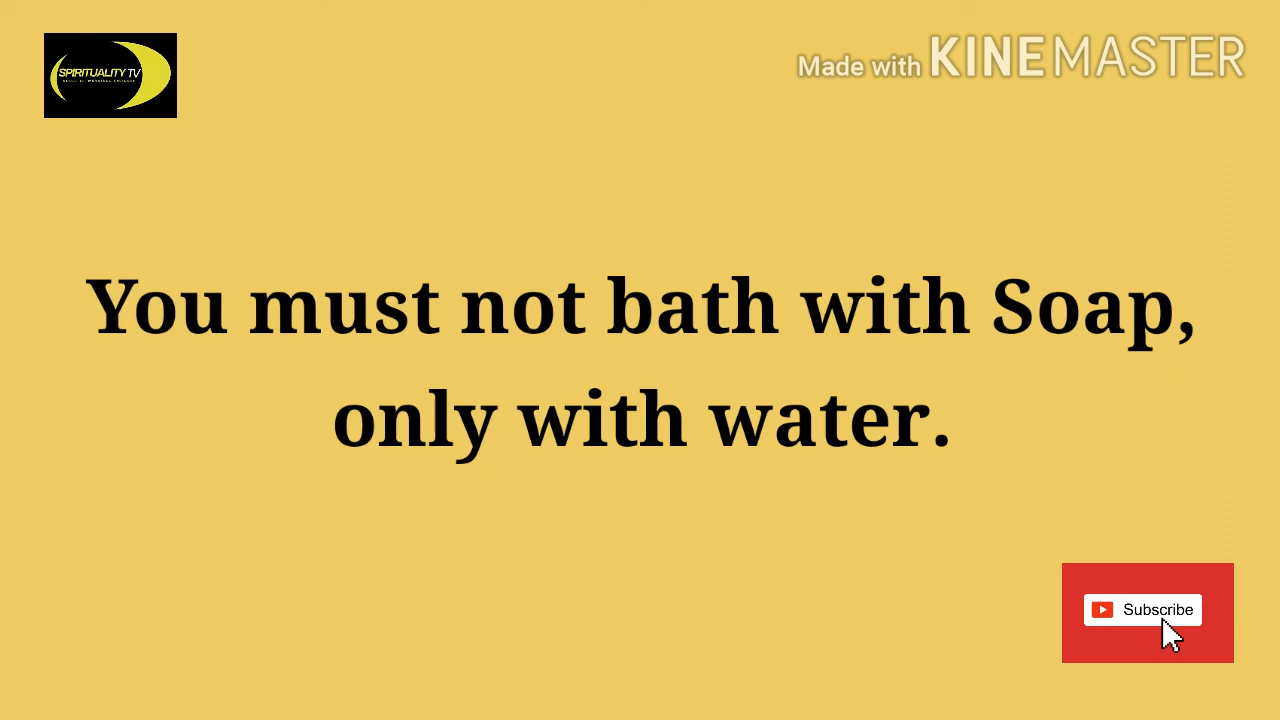 SPIRITUALITY TV
Made with KINEMASTER
You must not bath with Soap,
only with water.
Subscribe